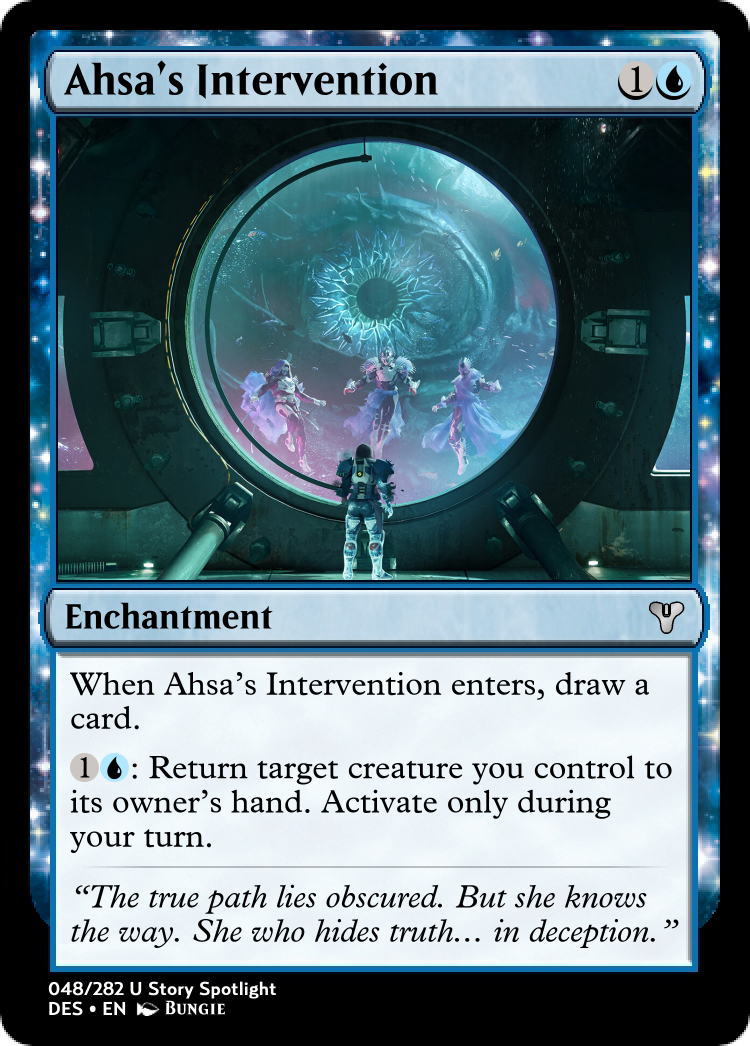 Ahsa's Intervention 1
Enchantment
When Ahsa's Intervention enters, draw a
card.
1: Return target creature you control to
its owner's hand. Activate only during
your turn.
“The true path lies obscured. But she knows
the way. She who hides truth… in deception.”
048/282 U Story Spotlight
DES • EN Bungie